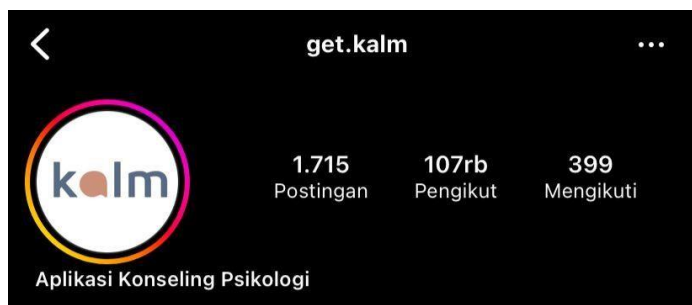 get.kalm
kalm
1.715 107rb 399
Postingan Pengikut Mengikuti
Aplikasi Konseling Psikologi